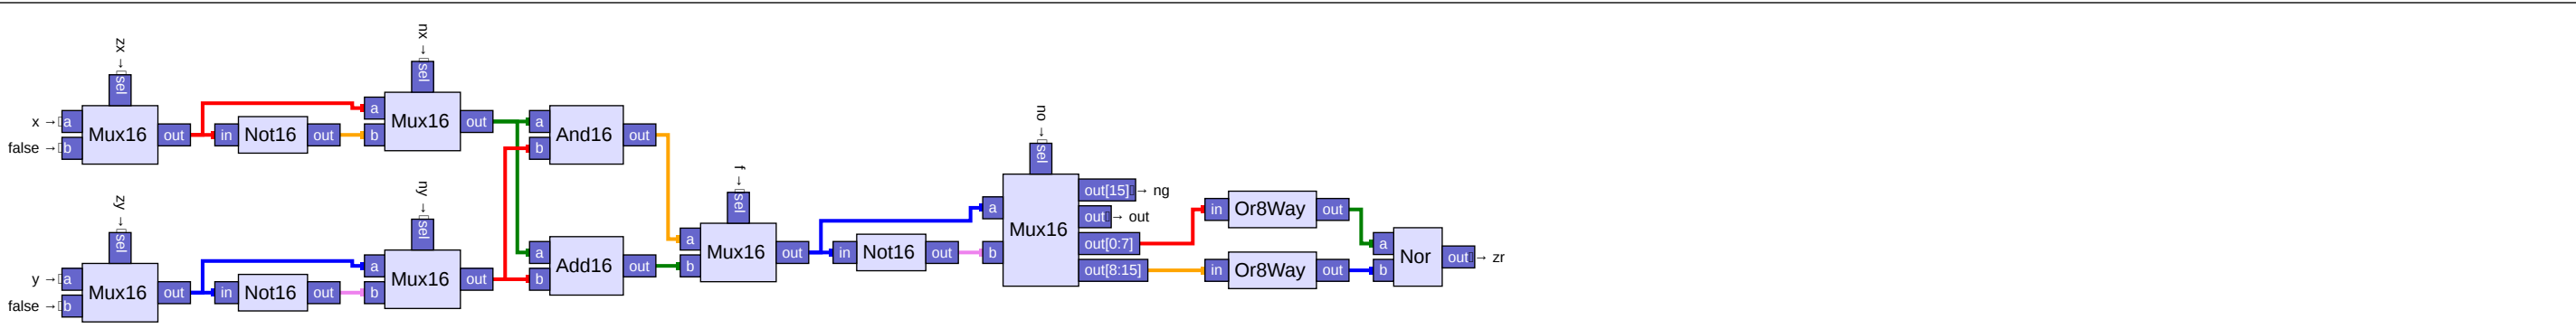 zx →
sel
x → a
false → b
Mux16
out
in
Not16
out
nx →
sel
a
b
Mux16
out
a
b
And16
out
zy →
sel
y → a
false → b
Mux16
out
in
Not16
out
ny →
sel
a
b
Mux16
out
a
b
Add16
out
f →
sel
a
b
Mux16
out
in
Not16
out
no →
sel
a
b
Mux16
out[15] → ng
out → out
out[0:7]
out[8:15]
in
Or8Way
out
in
Or8Way
out
a
b
Nor
out → zr